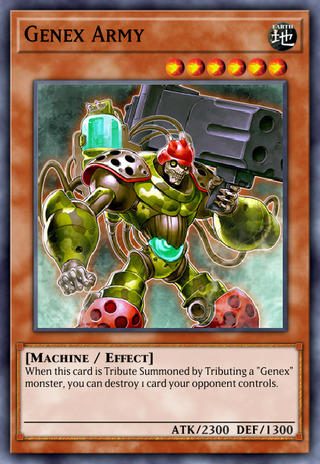 Genex Army
EARTH
地
[Machine / Effect]
When this card is Tribute Summoned by Tributing a "Genex"
monster, you can destroy 1 card your opponent controls.
ATK/2300 DEF/1300